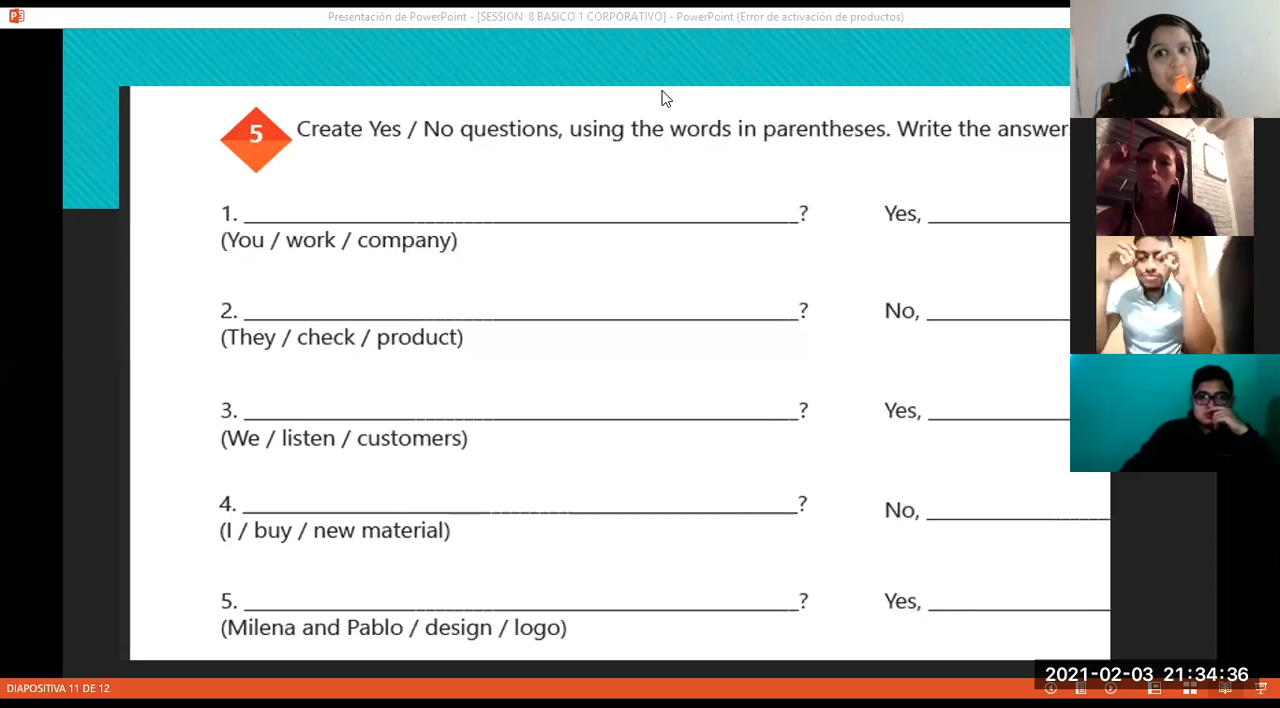 Presentación de PowerPoint - [SESSION 8 BASICO 1 CORPORATIVO] - PowerPoint (Error de activación de productos)
5 Create Yes / No questions, using the words in parentheses. Write the answer
1. ? Yes,
(You / work / company)
2. ? No,
(They / check / product)
3. ? Yes,
(We / listen / customers)
4. ? No,
(I / buy / new material)
5. ? Yes,
(Milena and Pablo / design / logo)
2021-02-03 21:34:36
DIAPOSITIVA 11 DE 12